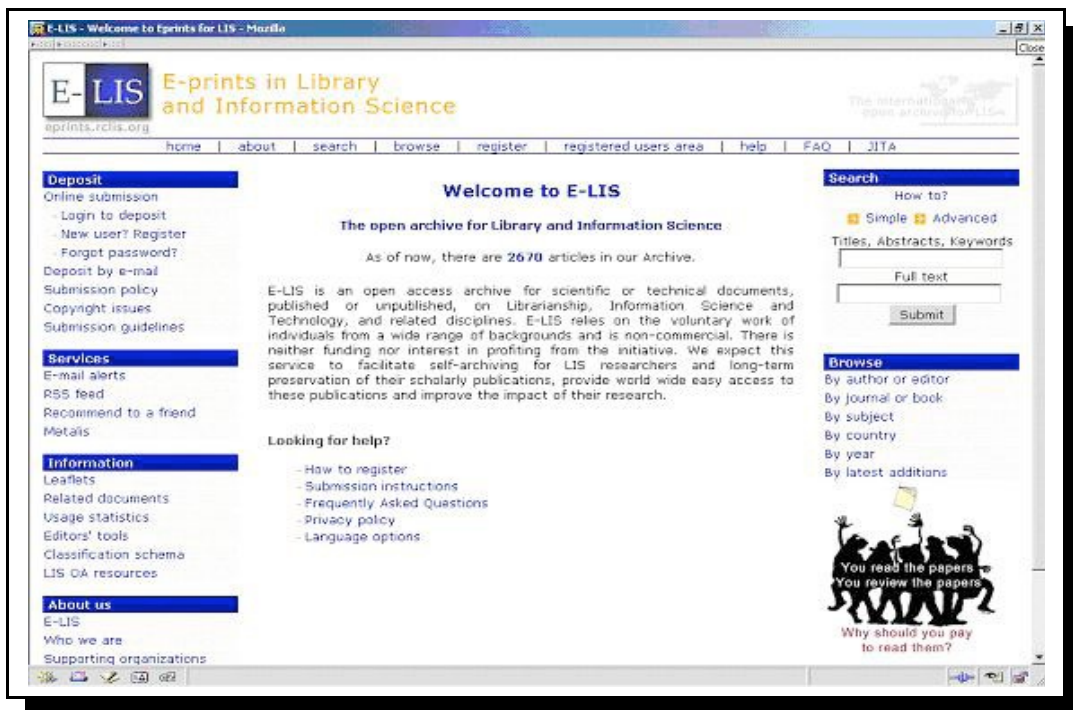 E-LIS - Welcome to Eprints for LIS - Mozilla
Close
E-LIS
E-prints in Library
and Information Science
eprints.rclis.org
The international
open archive for LIS
home | about | search | browse | register | registered users area | help | FAQ | JITA
Deposit
Online submission
- Login to deposit
- New user? Register
- Forgot password?
Deposit by e-mail
Submission policy
Copyright issues
Submission guidelines
Services
E-mail alerts
RSS feed
Recommend to a friend
Metalis
Information
Leaflets
Related documents
Usage statistics
Editors' tools
Classification schema
LIS OA resources
About us
E-LIS
Who we are
Supporting organizations
Welcome to E-LIS
The open archive for Library and Information Science
As of now, there are 2670 articles in our Archive.
E-LIS is an open access archive for scientific or technical documents,
published or unpublished, on Librarianship, Information Science and
Technology, and related disciplines. E-LIS relies on the voluntary work of
individuals from a wide range of backgrounds and is non-commercial. There is
neither funding nor interest in profiting from the initiative. We expect this
service to facilitate self-archiving for LIS researchers and long-term
preservation of their scholarly publications, provide world wide easy access to
these publications and improve the impact of their research.
Looking for help?
- How to register
- Submission instructions
- Frequently Asked Questions
- Privacy policy
- Language options
Search
How to?
Simple Advanced
Titles, Abstracts, Keywords
Full text
Submit
Browse
By author or editor
By journal or book
By subject
By country
By year
By latest additions
You read the papers
You review the papers
Why should you pay
to read them?